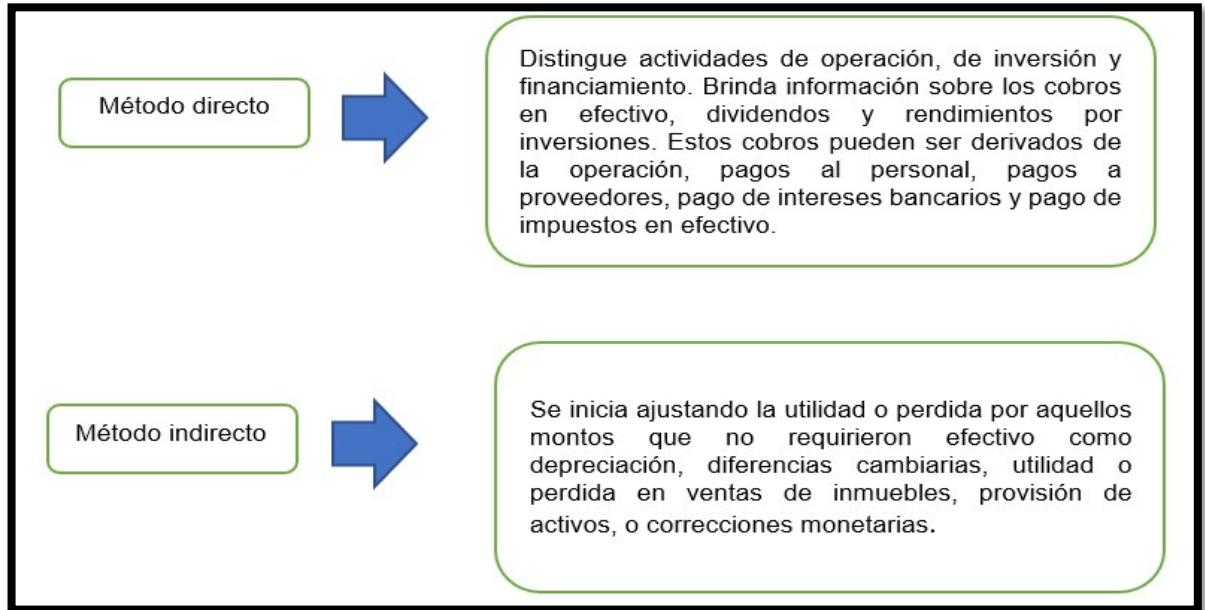 Método directo
Distingue actividades de operación, de inversión y
financiamiento. Brinda información sobre los cobros
en efectivo, dividendos y rendimientos por
inversiones. Estos cobros pueden ser derivados de
la operación, pagos al personal, pagos a
proveedores, pago de intereses bancarios y pago de
impuestos en efectivo.
Método indirecto
Se inicia ajustando la utilidad o perdida por aquellos
montos que no requirieron efectivo como
depreciación, diferencias cambiarias, utilidad o
perdida en ventas de inmuebles, provisión de
activos, o correcciones monetarias.